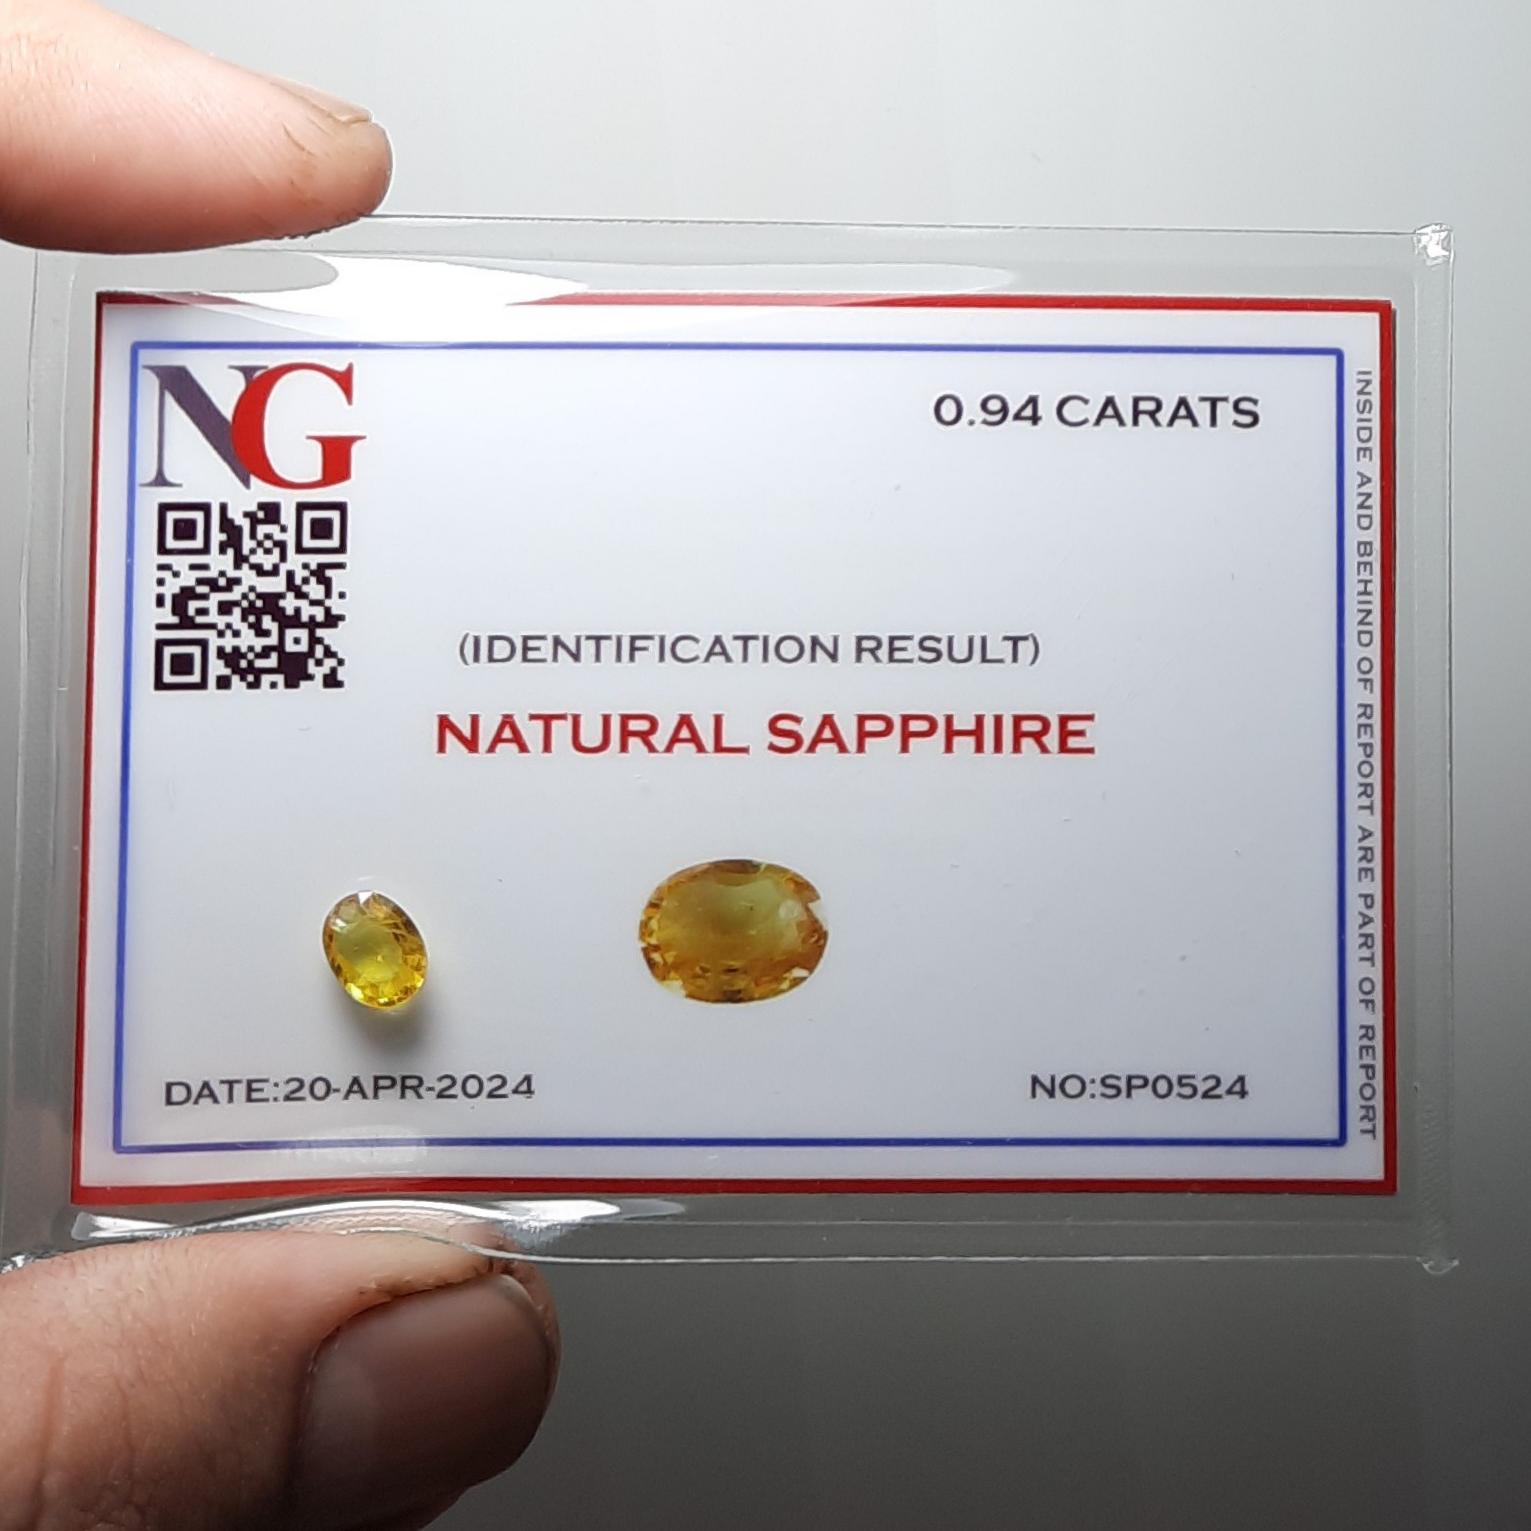 NG
0.94 CARATS
(IDENTIFICATION RESULT)
NATURAL SAPPHIRE
DATE:20-APR-2024
NO:SP0524
INSIDE AND BEHIND OF REPORT ARE PART OF REPORT